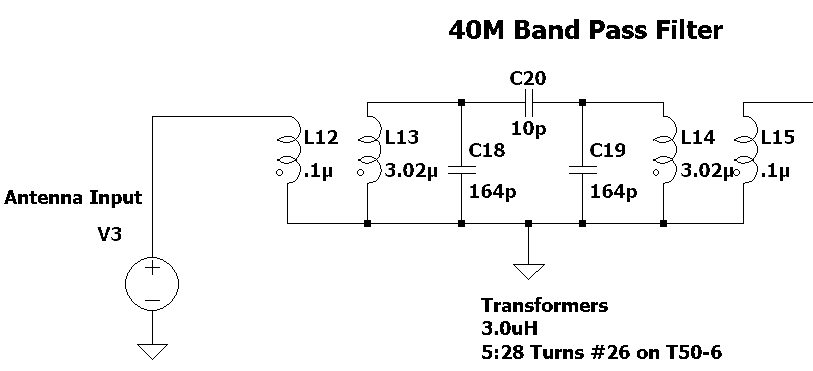 40M Band Pass Filter
C20
10p
L12
.1µ
L13
3.02µ
C18
164p
C19
164p
L14
3.02µ
L15
.1µ
Antenna Input
V3
Transformers
3.0uH
5:28 Turns #26 on T50-6